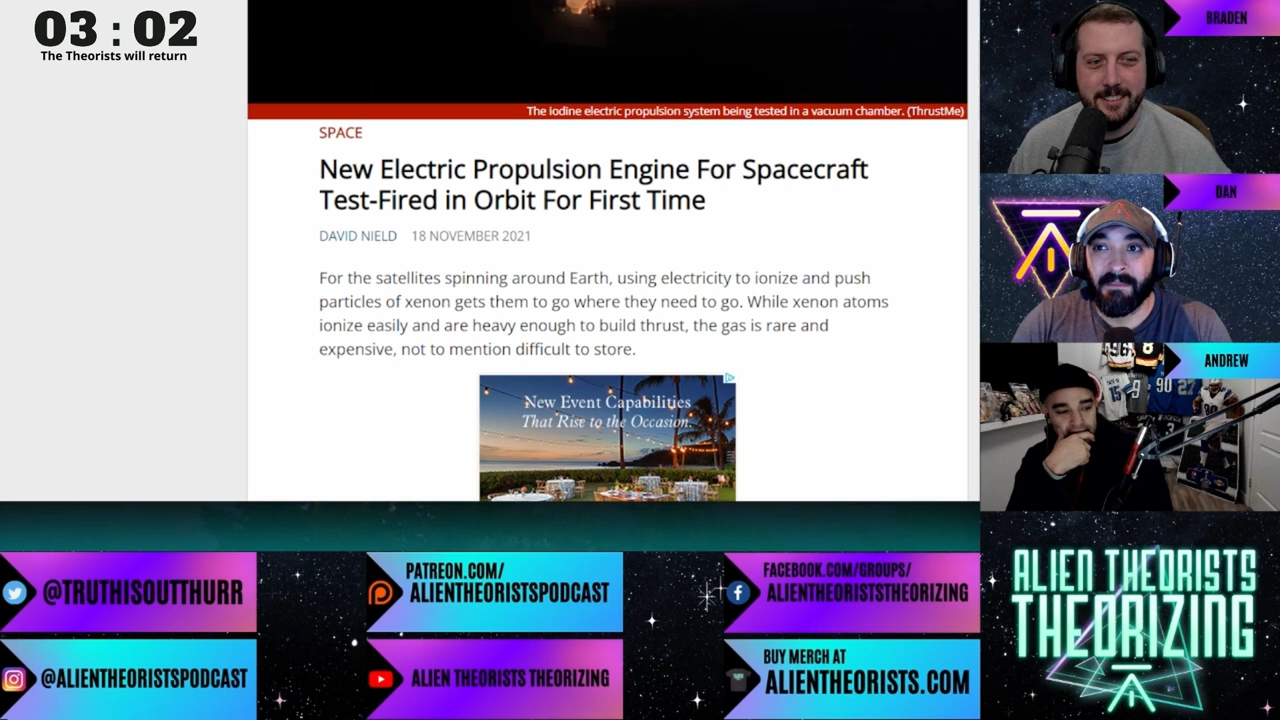 03 : 02
The Theorists will return
The iodine electric propulsion system being tested in a vacuum chamber. (ThrustMe)
SPACE
New Electric Propulsion Engine For Spacecraft
Test-Fired in Orbit For First Time
DAVID NIELD 18 NOVEMBER 2021
For the satellites spinning around Earth, using electricity to ionize and push
particles of xenon gets them to go where they need to go. While xenon atoms
ionize easily and are heavy enough to build thrust, the gas is rare and
expensive, not to mention difficult to store.
New Event Capabilities
That Rise to the Occasion.
BRADEN
DAN
ANDREW
90
27
15
9
@TRUTHISOUTTHURR
PATREON.COM/
ALIENTHEORISTSPODCAST
FACEBOOK.COM/GROUPS/
ALIENTHEORISTSTHEORIZING
@ALIENTHEORISTSPODCAST
ALIEN THEORISTS THEORIZING
BUY MERCH AT
ALIENTHEORISTS.COM
ALIEN THEORISTS
THEORIZING